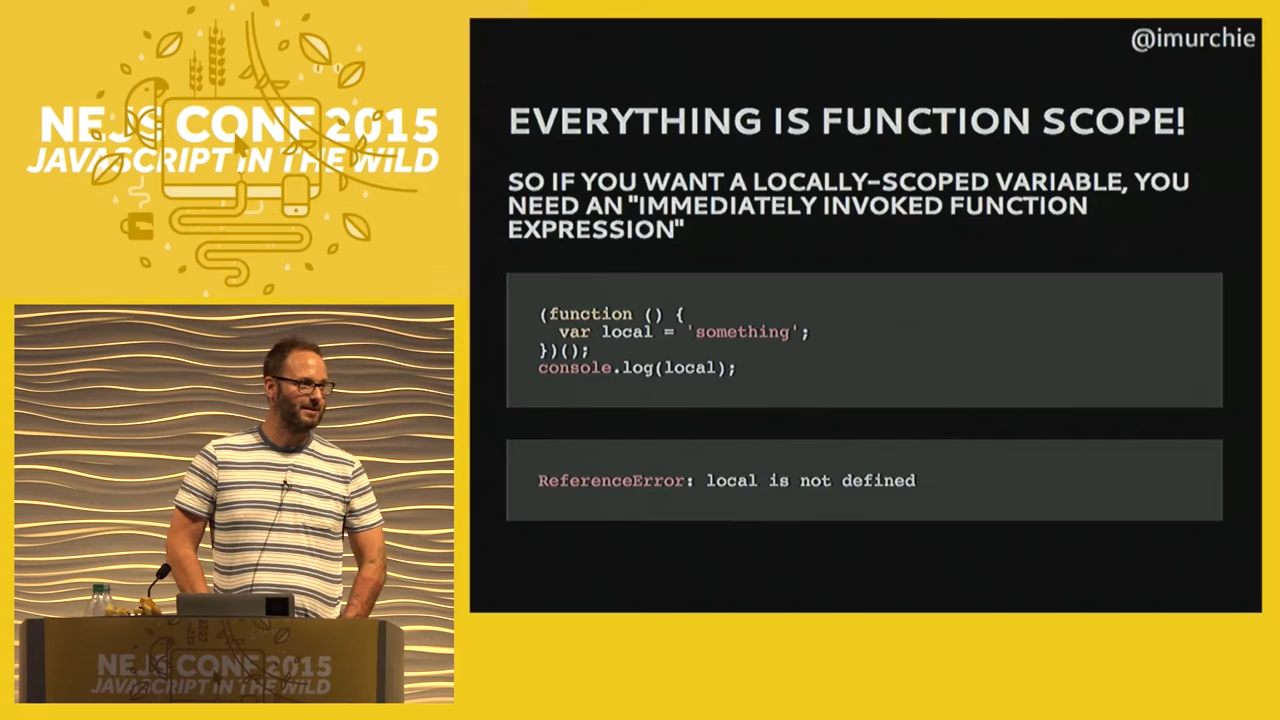 NEJS CONF 2015
JAVASCRIPT IN THE WILD
@imurchie
EVERYTHING IS FUNCTION SCOPE!
SO IF YOU WANT A LOCALLY-SCOPED VARIABLE, YOU
NEED AN "IMMEDIATELY INVOKED FUNCTION
EXPRESSION"
(function () {
  var local = 'something';
})();
console.log(local);
ReferenceError: local is not defined
NEJS CONF 2015
JAVASCRIPT IN THE WILD